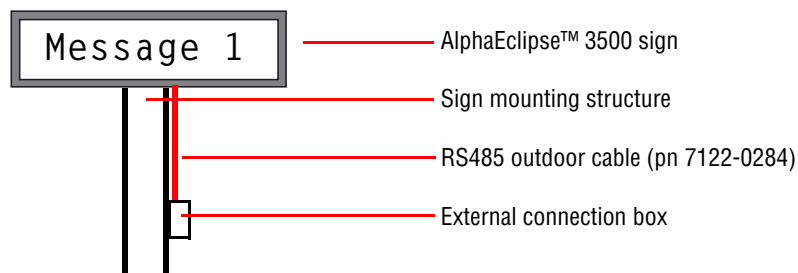 Message 1
AlphaEclipse™ 3500 sign
Sign mounting structure
RS485 outdoor cable (pn 7122-0284)
External connection box